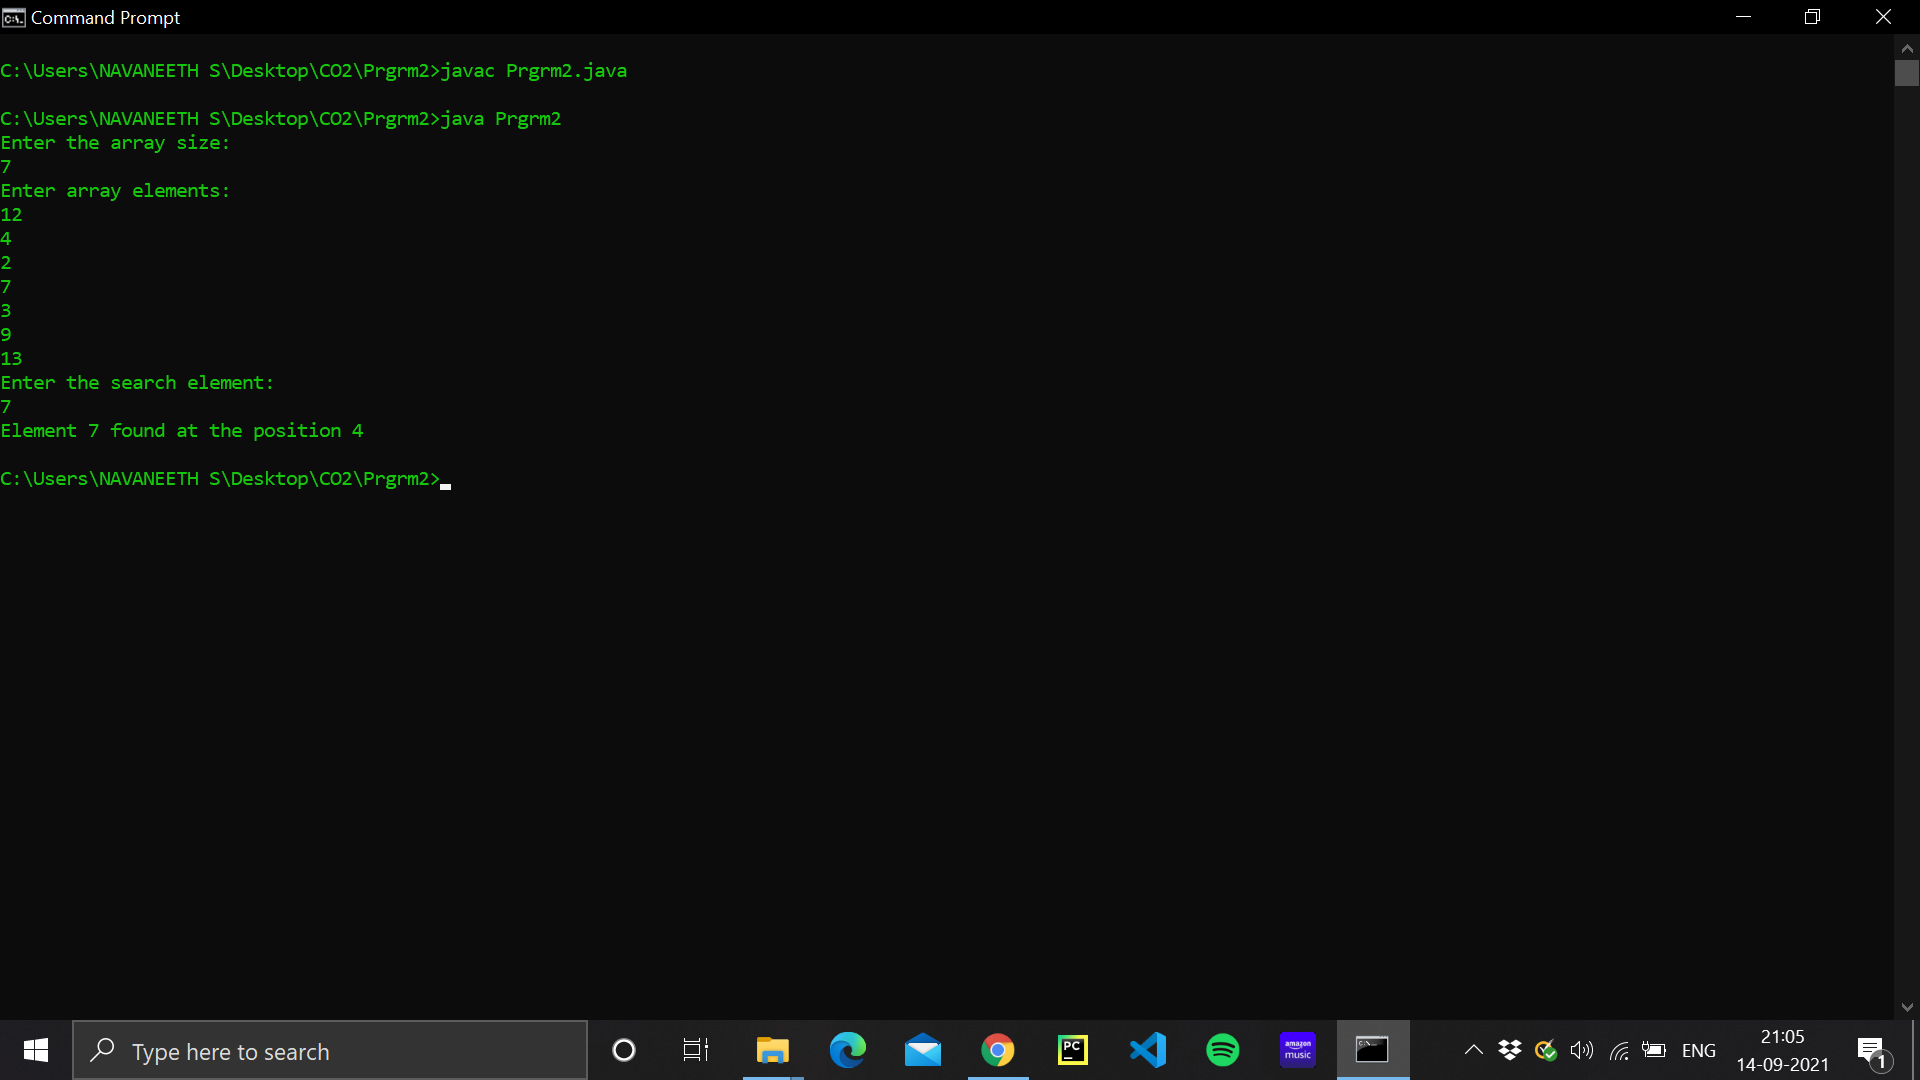 Command Prompt
C:\Users\NAVANEETH S\Desktop\CO2\Prgrm2>javac Prgrm2.java
C:\Users\NAVANEETH S\Desktop\CO2\Prgrm2>java Prgrm2
Enter the array size:
7
Enter array elements:
12
4
2
7
3
9
13
Enter the search element:
7
Element 7 found at the position 4
C:\Users\NAVANEETH S\Desktop\CO2\Prgrm2>
Type here to search
PC
amazon
music
ENG
21:05
14-09-2021
1